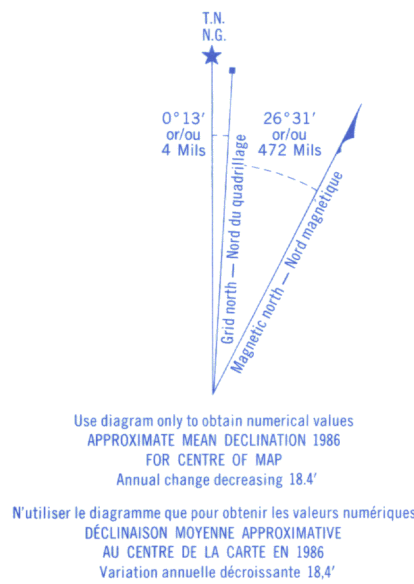 T.N.
N.G.
0°13′
or/ou
4 Mils
26°31′
or/ou
472 Mils
Grid north — Nord du quadrillage
Magnetic north — Nord magnetique
Use diagram only to obtain numerical values
APPROXIMATE MEAN DECLINATION 1986
FOR CENTRE OF MAP
Annual change decreasing 18.4′
N'utiliser le diagramme que pour obtenir les valeurs numériques
DÉCLINAISON MOYENNE APPROXIMATIVE
AU CENTRE DE LA CARTE EN 1986
Variation annuelle décroissante 18,4′